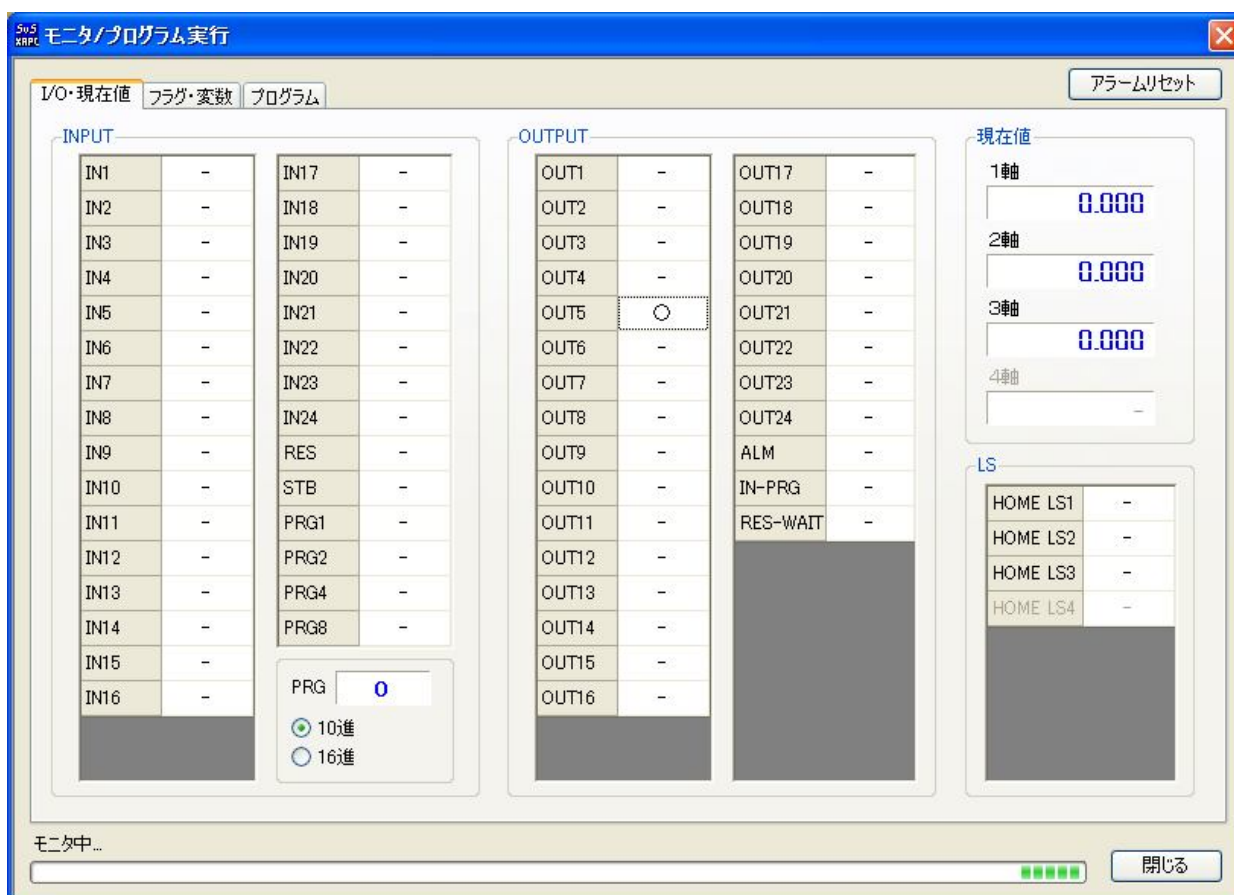 SUS XAPC モニタ/プログラム実行
アラームリセット
I/O・現在値 フラグ・変数 プログラム
INPUT
IN1 -
IN2 -
IN3 -
IN4 -
IN5 -
IN6 -
IN7 -
IN8 -
IN9 -
IN10 -
IN11 -
IN12 -
IN13 -
IN14 -
IN15 -
IN16 -
IN17 -
IN18 -
IN19 -
IN20 -
IN21 -
IN22 -
IN23 -
IN24 -
RES -
STB -
PRG1 -
PRG2 -
PRG4 -
PRG8 -
PRG 0
10進
16進
OUTPUT
OUT1 -
OUT2 -
OUT3 -
OUT4 -
OUT5 ○
OUT6 -
OUT7 -
OUT8 -
OUT9 -
OUT10 -
OUT11 -
OUT12 -
OUT13 -
OUT14 -
OUT15 -
OUT16 -
OUT17 -
OUT18 -
OUT19 -
OUT20 -
OUT21 -
OUT22 -
OUT23 -
OUT24 -
ALM -
IN-PRG -
RES-WAIT -
現在値
1軸
0.000
2軸
0.000
3軸
0.000
4軸
-
LS
HOME LS1 -
HOME LS2 -
HOME LS3 -
HOME LS4 -
モニタ中...
閉じる